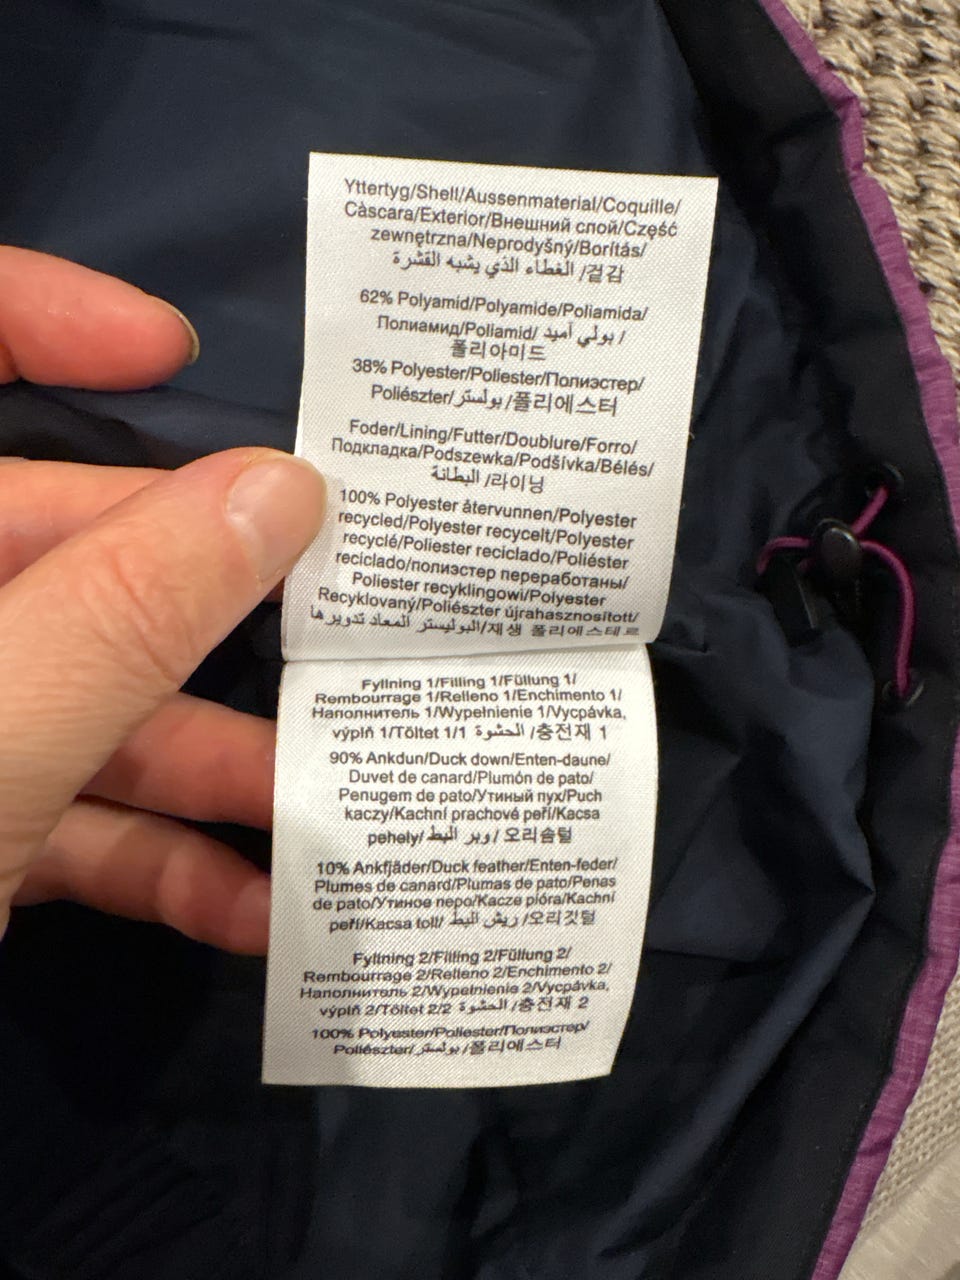 Yttertyg/Shell/Aussenmaterial/Coquille/
Càscara/Exterior/Внешний слой/Część
zewnętrzna/Neprodyšný/Borítás/
الغطاء الذي يشبه القشرة /겉감
62% Polyamid/Polyamide/Poliamida/
Полиамид/Poliamid/ بولي آميد /
폴리아미드
38% Polyester/Poliester/Полиэстер/
Poliészter/بولستر /폴리에스터
Foder/Lining/Futter/Doublure/Forro/
Подкладка/Podszewka/Podšívka/Bélés/
البطانة /라이닝
100% Polyester återvunnen/Polyester
recycled/Polyester recycelt/Polyester
recyclé/Poliester reciclado/Poliéster
reciclado/полиэстер переработаны/
Poliester recyklingowi/Polyester
Recyklovaný/Poliészter újrahasznosított/
البوليستر المعاد تدويرها/재생 폴리에스테르
Fyllning 1/Filling 1/Füllung 1/
Rembourrage 1/Relleno 1/Enchimento 1/
Наполнитель 1/Wypełnienie 1/Vycpávka,
výplň 1/Töltet 1/1 الحشوة /충전재 1
90% Ankdun/Duck down/Enten-daune/
Duvet de canard/Plumón de pato/
Penugem de pato/Утиный пух/Puch
kaczy/Kachní prachové peří/Kacsa
pehely/ وبر البط / 오리솜털
10% Ankfjäder/Duck feather/Enten-feder/
Plumes de canard/Plumas de pato/Penas
de pato/Утиное перо/Kacze pióra/Kachní
peří/Kacsa toll/ ريش البط /오리깃털
Fyllning 2/Filling 2/Füllung 2/
Rembourrage 2/Relleno 2/Enchimento 2/
Наполнитель 2/Wypełnienie 2/Vycpávka,
výplň 2/Töltet 2/2 الحشوة /충전재 2
100% Polyester/Poliester/Полиэстер/
Poliészter/بولستر /폴리에스터